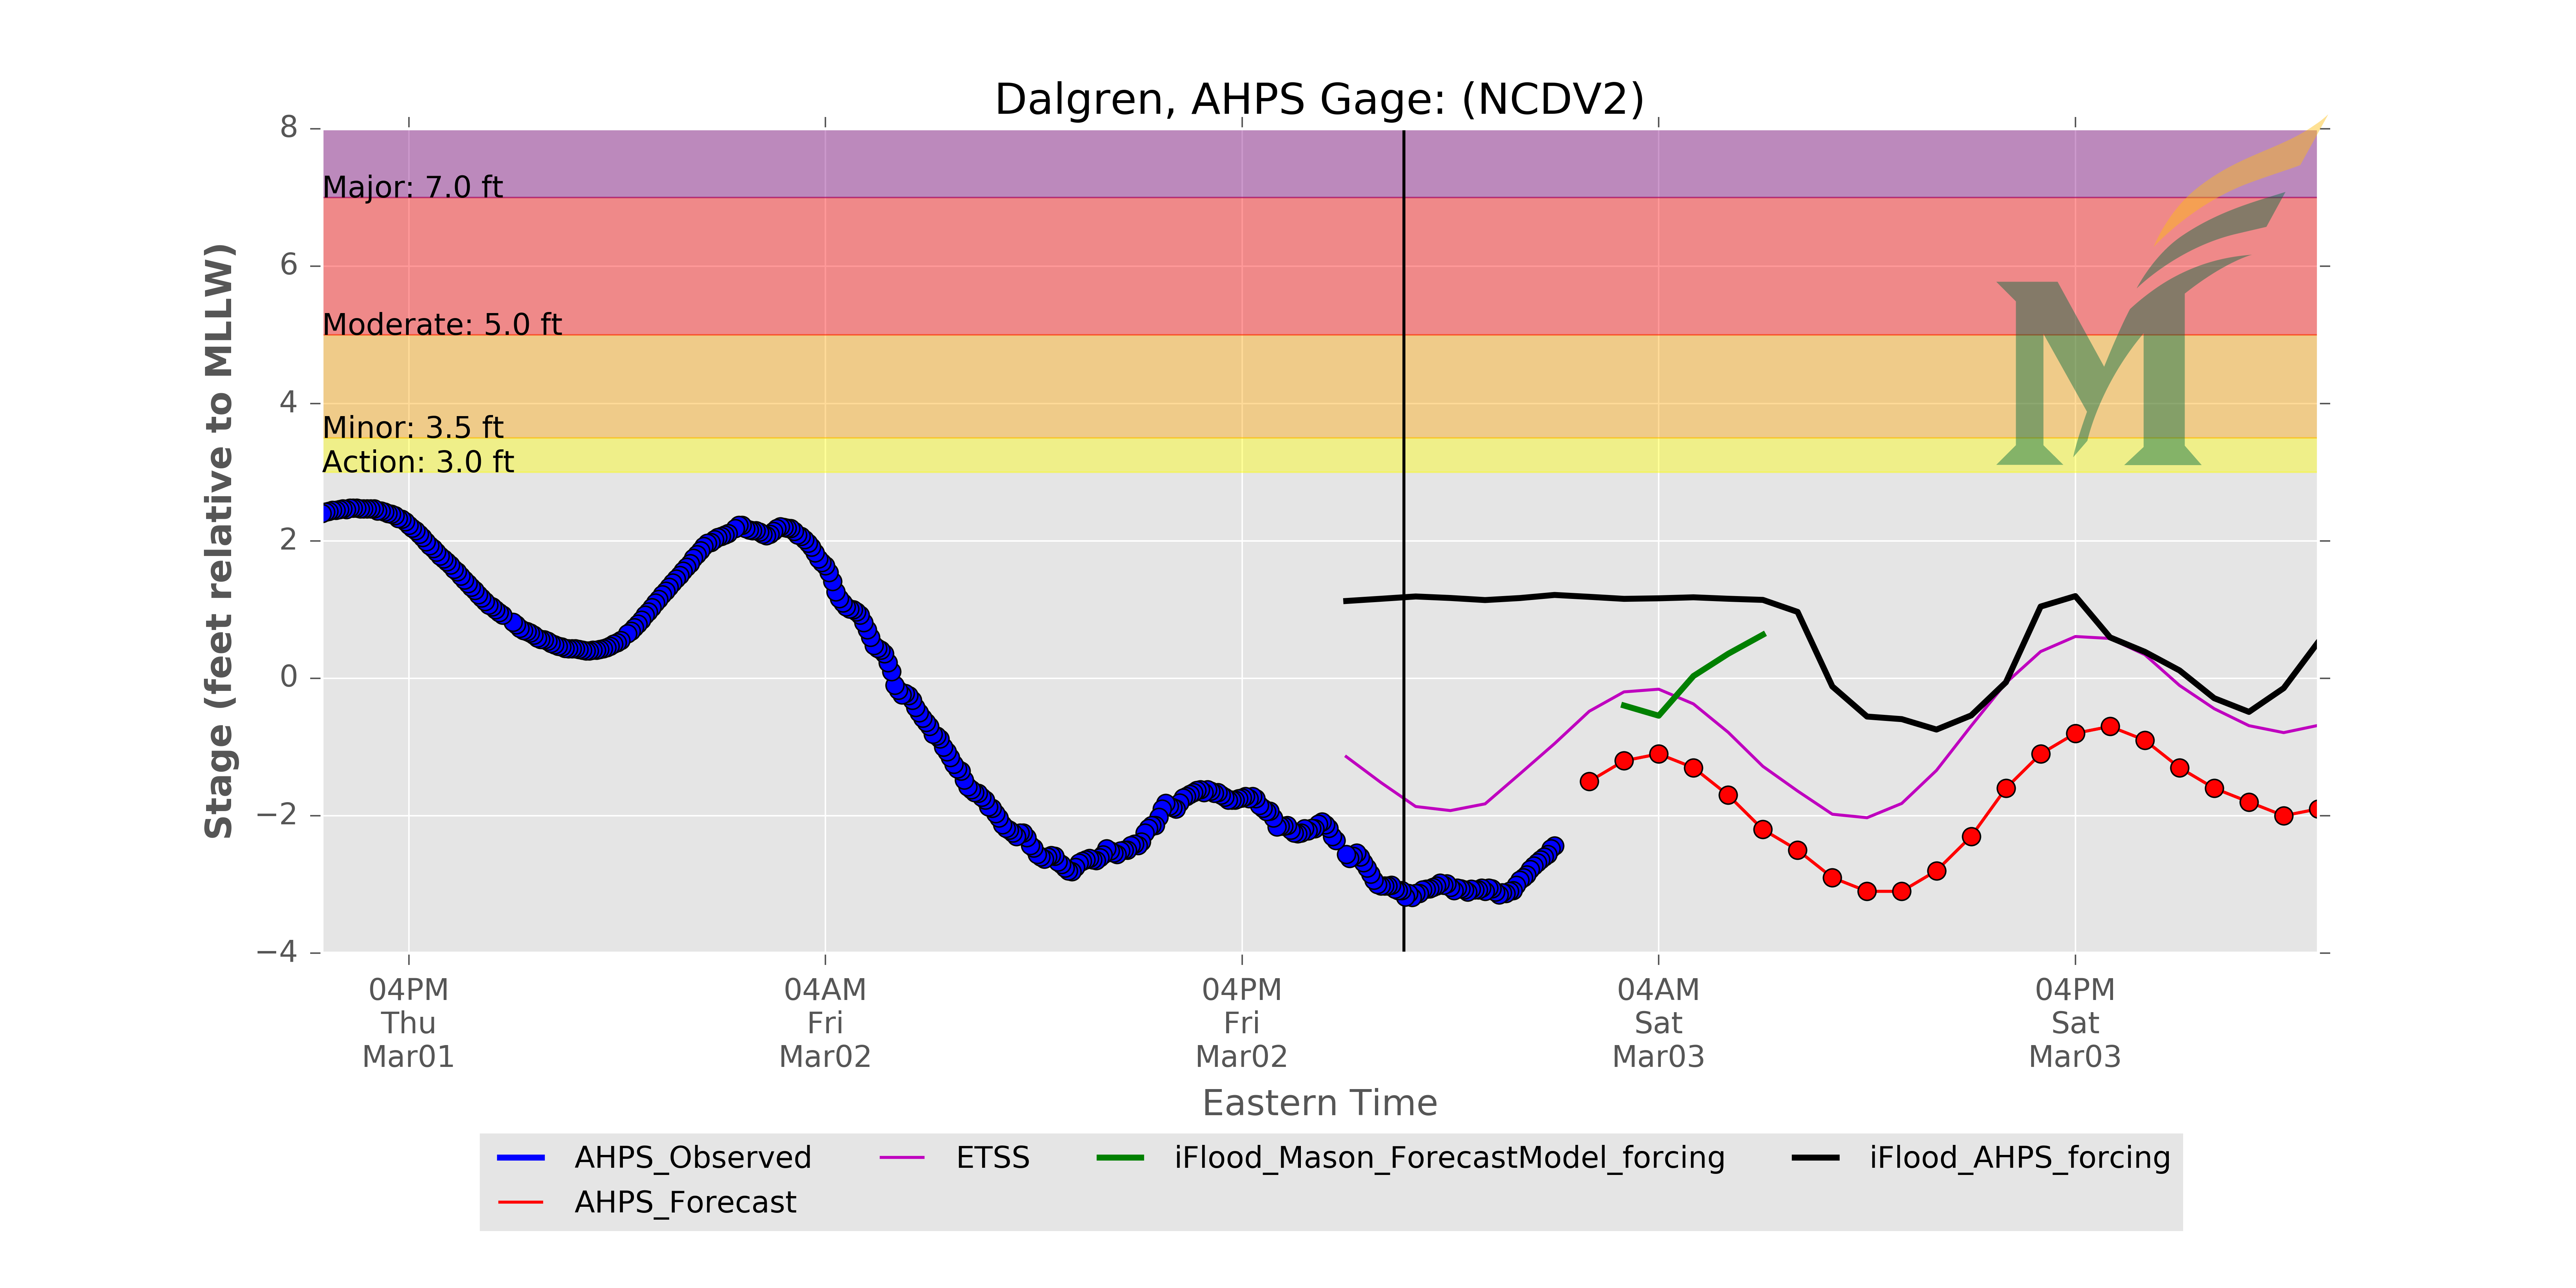 Dalgren, AHPS Gage: (NCDV2)
8
6
4
2
0
−2
−4
Stage (feet relative to MLLW)
Major: 7.0 ft
Moderate: 5.0 ft
Minor: 3.5 ft
Action: 3.0 ft
M
04PM
Thu
Mar01
04AM
Fri
Mar02
04PM
Fri
Mar02
04AM
Sat
Mar03
04PM
Sat
Mar03
Eastern Time
AHPS_Observed
AHPS_Forecast
ETSS
iFlood_Mason_ForecastModel_forcing
iFlood_AHPS_forcing